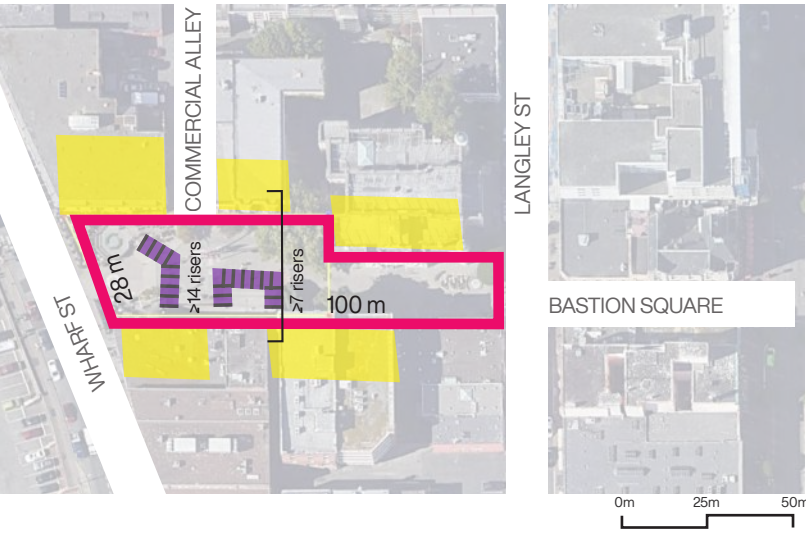 COMMERCIAL ALLEY
LANGLEY ST
28 m
≥14 risers
≥7 risers
100 m
BASTION SQUARE
WHARF ST
0m 25m 50m